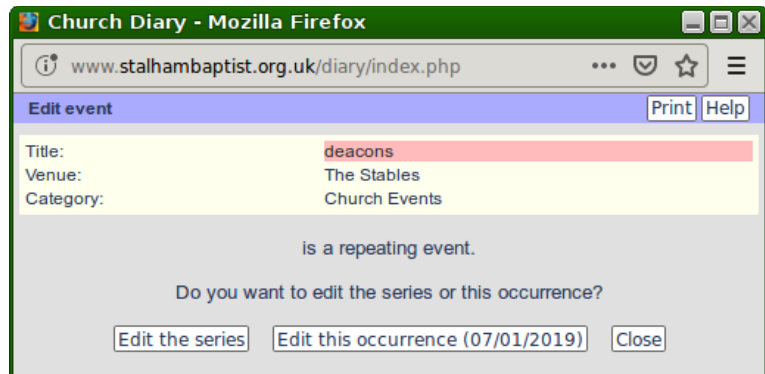 Church Diary - Mozilla Firefox
www.stalhambaptist.org.uk/diary/index.php
Edit event Print Help
Title: deacons
Venue: The Stables
Category: Church Events
is a repeating event.
Do you want to edit the series or this occurrence?
Edit the series Edit this occurrence (07/01/2019) Close